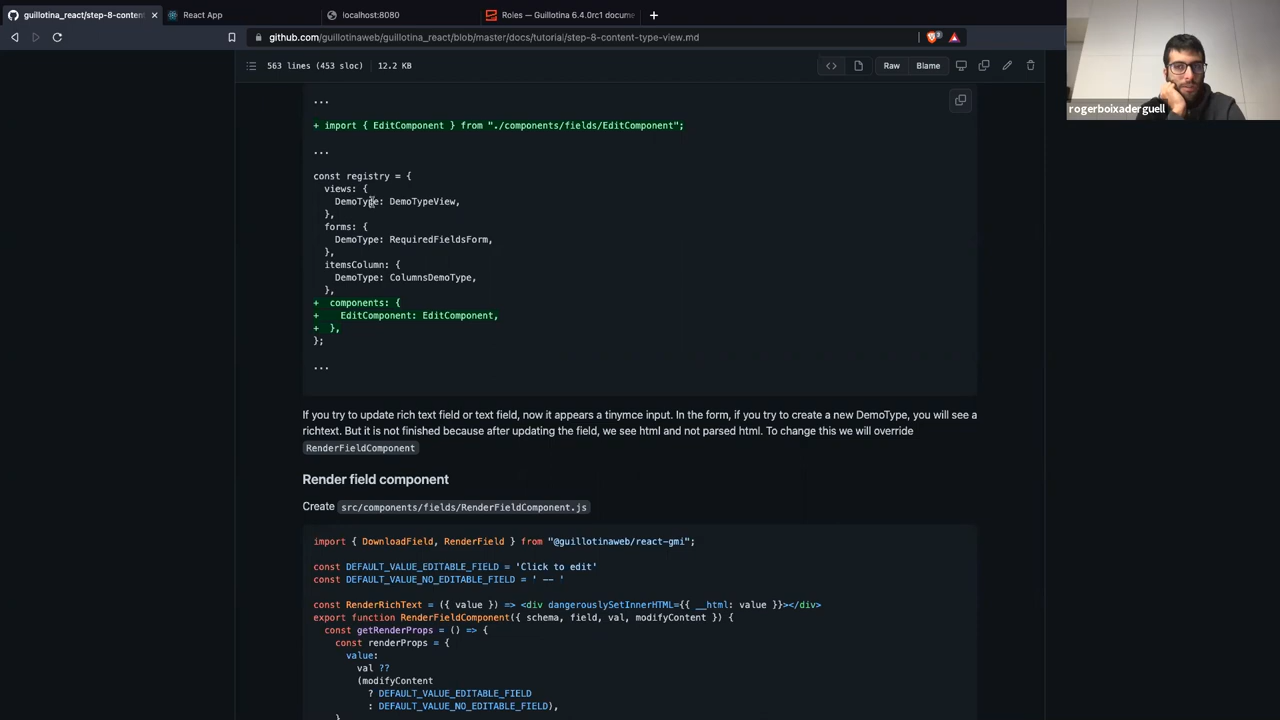 guillotina_react/step-8-conten
React App
localhost:8080
Roles — Guillotina 6.4.0rc1 docume
github.com/guillotinaweb/guillotina_react/blob/master/docs/tutorial/step-8-content-type-view.md
563 lines (453 sloc) | 12.2 KB
Raw
Blame
rogerboixaderguell
...
+ import { EditComponent } from "./components/fields/EditComponent";
...
const registry = {
views: {
DemoType: DemoTypeView,
},
forms: {
DemoType: RequiredFieldsForm,
},
itemsColumn: {
DemoType: ColumnsDemoType,
},
+ components: {
+ EditComponent: EditComponent,
+ },
};
...
If you try to update rich text field or text field, now it appears a tinymce input. In the form, if you try to create a new DemoType, you will see a
richtext. But it is not finished because after updating the field, we see html and not parsed html. To change this we will override
RenderFieldComponent
Render field component
Create src/components/fields/RenderFieldComponent.js
import { DownloadField, RenderField } from "@guillotinaweb/react-gmi";
const DEFAULT_VALUE_EDITABLE_FIELD = 'Click to edit'
const DEFAULT_VALUE_NO_EDITABLE_FIELD = ' -- '
const RenderRichText = ({ value }) => <div dangerouslySetInnerHTML={{ __html: value }}></div>
export function RenderFieldComponent({ schema, field, val, modifyContent }) {
const getRenderProps = () => {
const renderProps = {
value:
val ??
(modifyContent
? DEFAULT_VALUE_EDITABLE_FIELD
: DEFAULT_VALUE_NO_EDITABLE_FIELD),
}